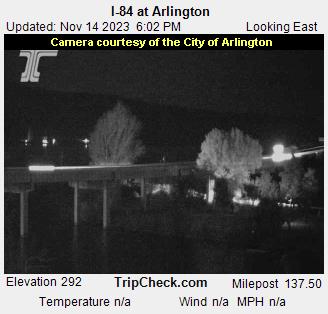 I-84 at Arlington
Updated: Nov 14 2023 6:02 PM Looking East
Camera courtesy of the City of Arlington
Elevation 292 TripCheck.com Milepost 137.50
Temperature n/a Wind n/a MPH n/a